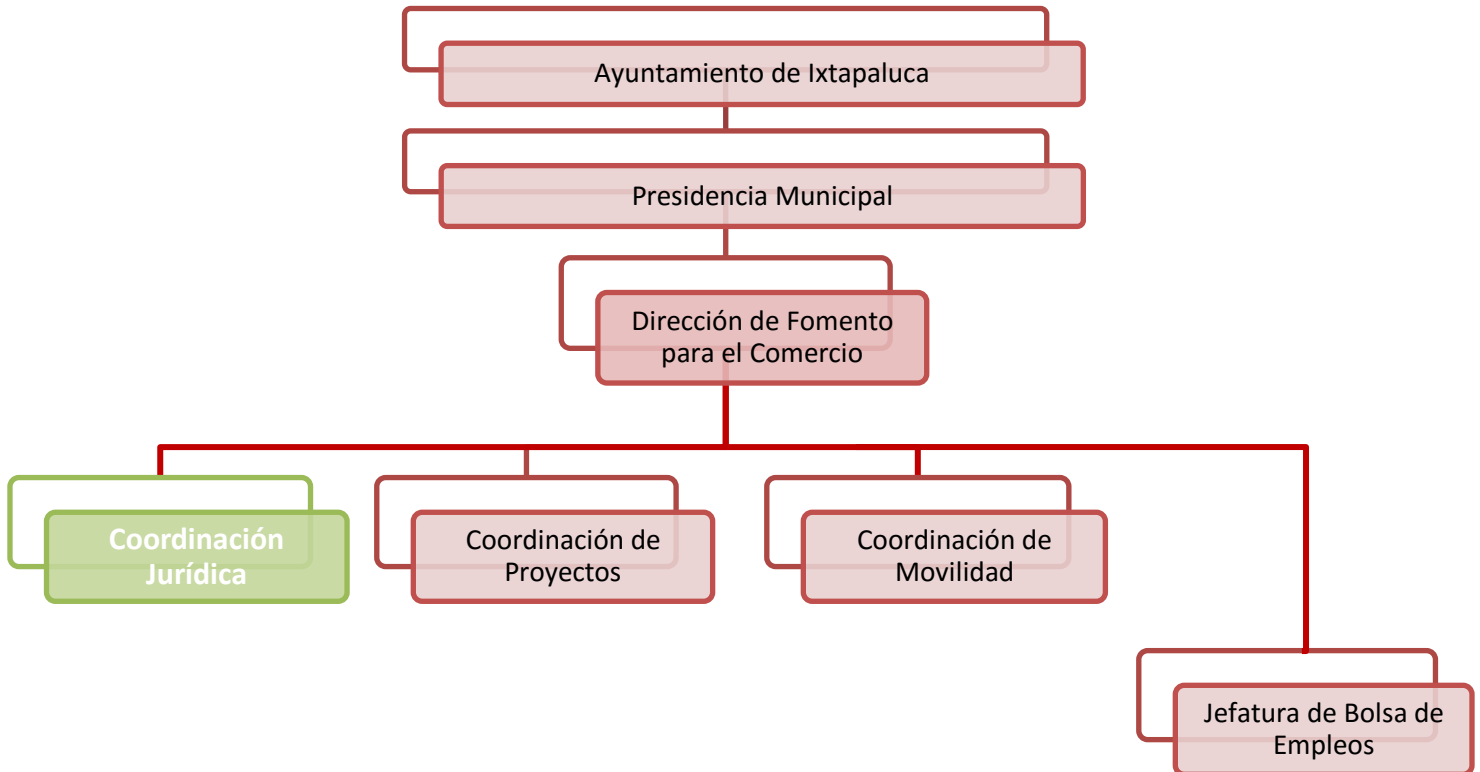 Ayuntamiento de Ixtapaluca
Presidencia Municipal
Dirección de Fomento
para el Comercio
Coordinación
Jurídica
Coordinación de
Proyectos
Coordinación de
Movilidad
Jefatura de Bolsa de
Empleos